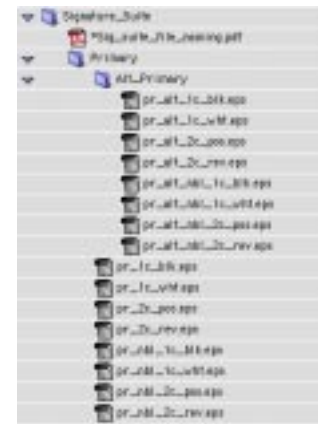 Signature_Suite
*Sig_suite_file_naming.pdf
Primary
Alt_Primary
pr_alt_1c_blk.eps
pr_alt_1c_wht.eps
pr_alt_2c_pos.eps
pr_alt_2c_rev.eps
pr_alt_nbl_1c_blk.eps
pr_alt_nbl_1c_wht.eps
pr_alt_nbl_2c_pos.eps
pr_alt_nbl_2c_rev.eps
pr_1c_blk.eps
pr_1c_wht.eps
pr_2c_pos.eps
pr_2c_rev.eps
pr_nbl_1c_blk.eps
pr_nbl_1c_wht.eps
pr_nbl_2c_pos.eps
pr_nbl_2c_rev.eps